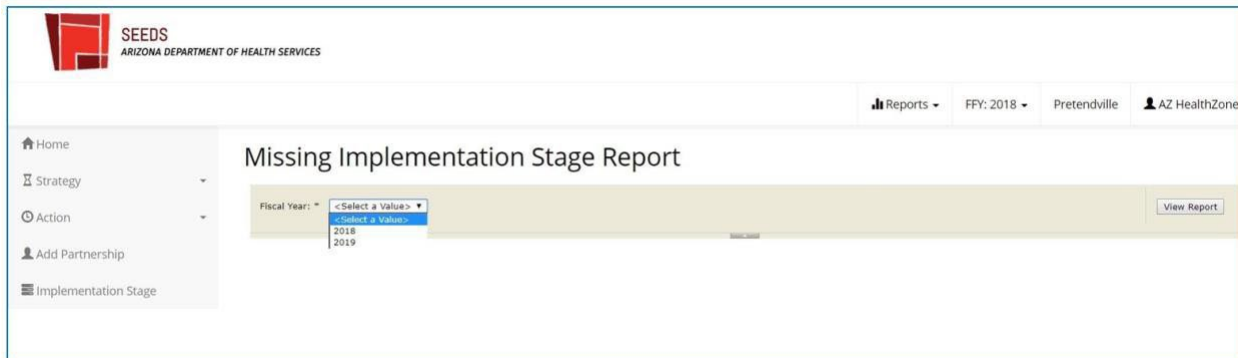 SEEDS
ARIZONA DEPARTMENT OF HEALTH SERVICES
Reports FFY: 2018 Pretendville AZ HealthZone
Home
Strategy
Action
Add Partnership
Implementation Stage
Missing Implementation Stage Report
Fiscal Year: * <Select a Value> View Report
<Select a Value>
2018
2019